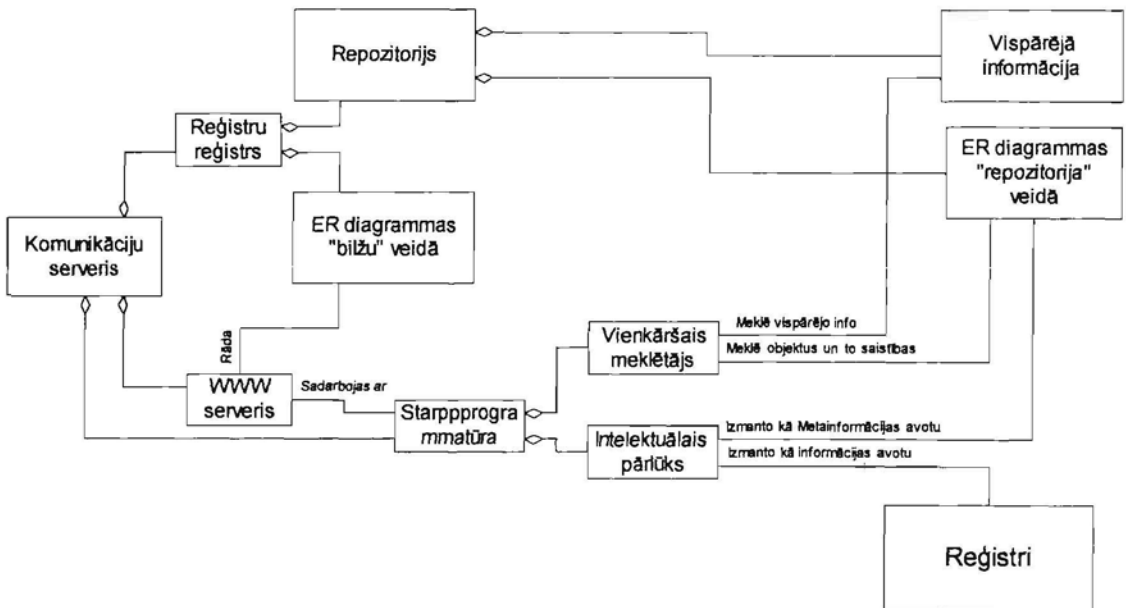 Repozitorijs
Vispārējā
informācija
Reģistru
reģistrs
ER diagrammas
"repozitorija"
veidā
ER diagrammas
"bilžu" veidā
Komunikāciju
serveris
Rāda
Vienkāršais
meklētājs
Meklē vispārējo info
Meklē objektus un to saistības
WWW
serveris
Sadarbojas ar
Starppprogra
mmatūra
Intelektuālais
pārlūks
Izmanto kā Metainformācijas avotu
Izmanto kā informācijas avotu
Reģistri